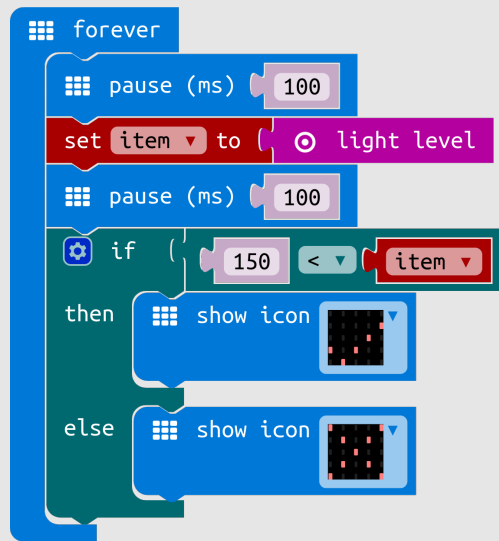 forever
pause (ms) 100
set item to light level
pause (ms) 100
if 150 < item
then show icon
else show icon